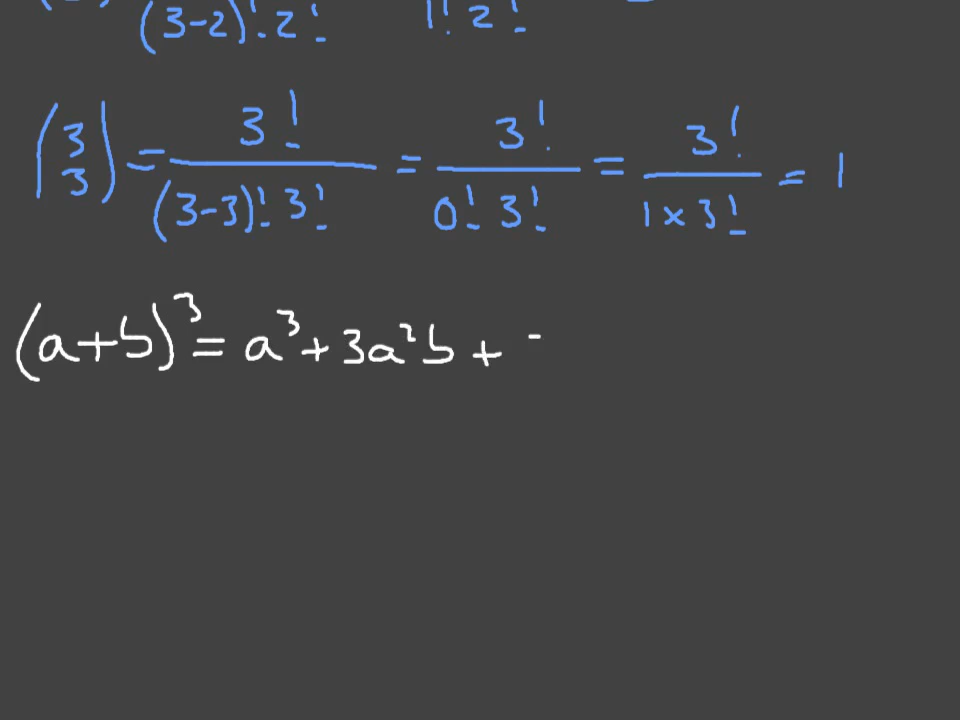 (3-2)! 2! 1! 2!
(3 3) = 3! / (3-3)! 3! = 3! / 0! 3! = 3! / 1 x 3! = 1
(a+b)³ = a³ + 3a²b +